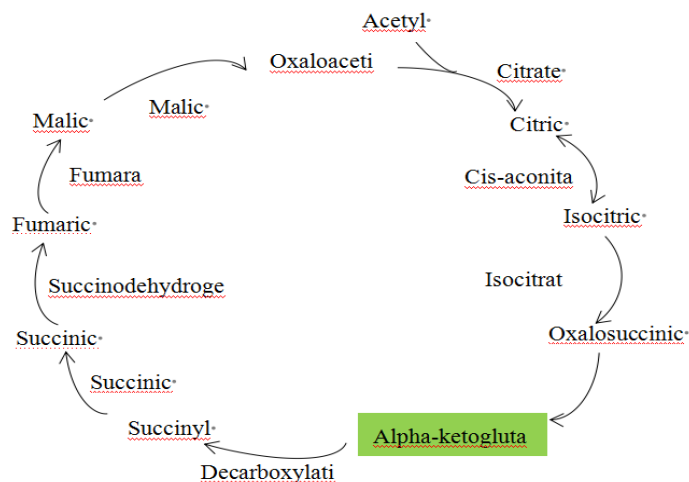 Acetyl
Oxaloaceti
Citrate
Malic
Malic
Citric
Fumara
Cis-aconita
Fumaric
Isocitric
Succinodehydroge
Isocitrat
Succinic
Oxalosuccinic
Succinic
Succinyl
Alpha-ketogluta
Decarboxylati